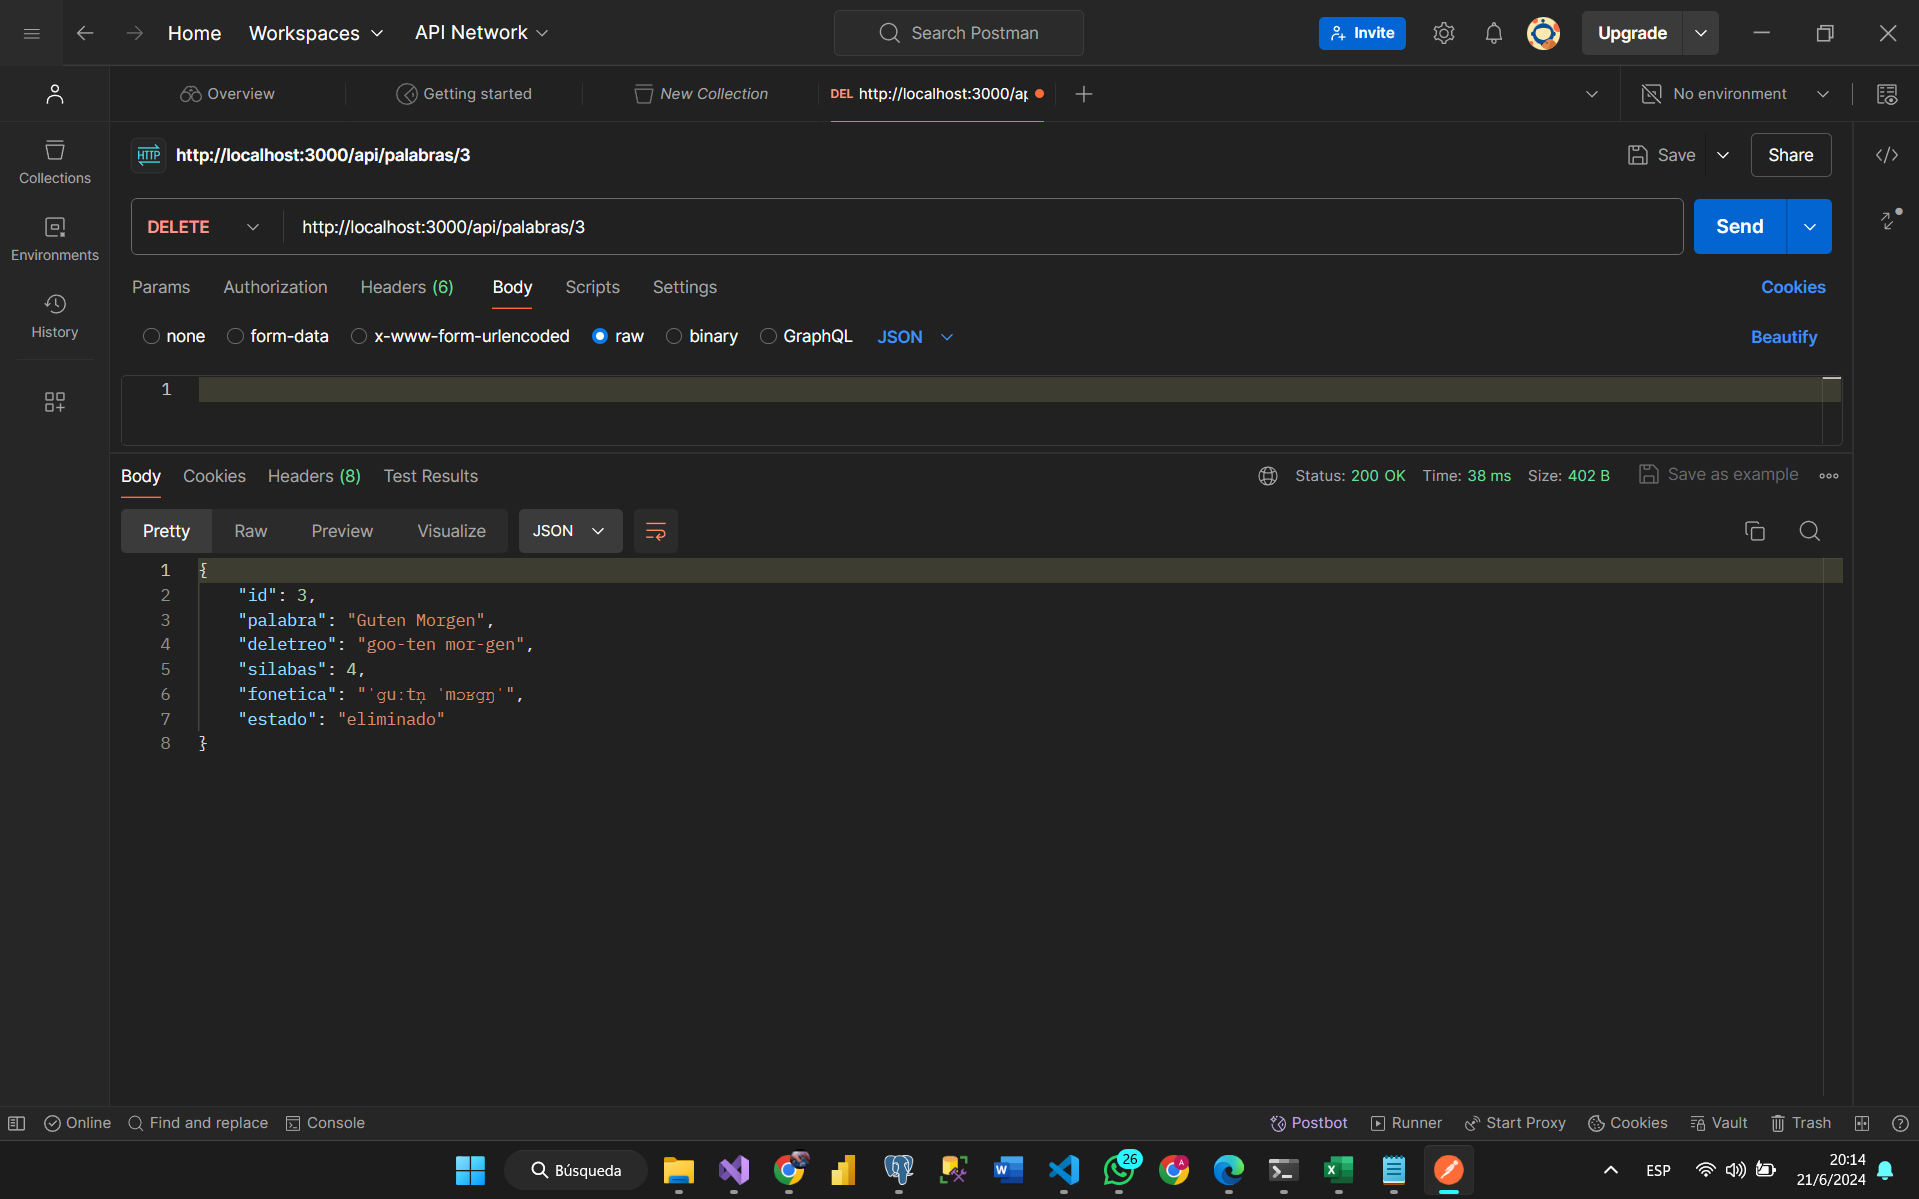 Home
Workspaces
API Network
Search Postman
Invite
Upgrade
Overview
Getting started
New Collection
DEL http://localhost:3000/ap
No environment
HTTP http://localhost:3000/api/palabras/3
Save
Share
Collections
Environments
History
DELETE http://localhost:3000/api/palabras/3
Send
Params Authorization Headers (6) Body Scripts Settings
Cookies
none form-data x-www-form-urlencoded raw binary GraphQL JSON
Beautify
1
Body Cookies Headers (8) Test Results
Status: 200 OK Time: 38 ms Size: 402 B
Save as example
Pretty Raw Preview Visualize JSON
1 {
2 "id": 3,
3 "palabra": "Guten Morgen",
4 "deletreo": "goo-ten mor-gen",
5 "silabas": 4,
6 "fonetica": "ˈɡuːtn̩ ˈmɔʁɡŋˈ",
7 "estado": "eliminado"
8 }
Online Find and replace Console
Postbot Runner Start Proxy Cookies Vault Trash
Búsqueda
26
ESP
20:14
21/6/2024